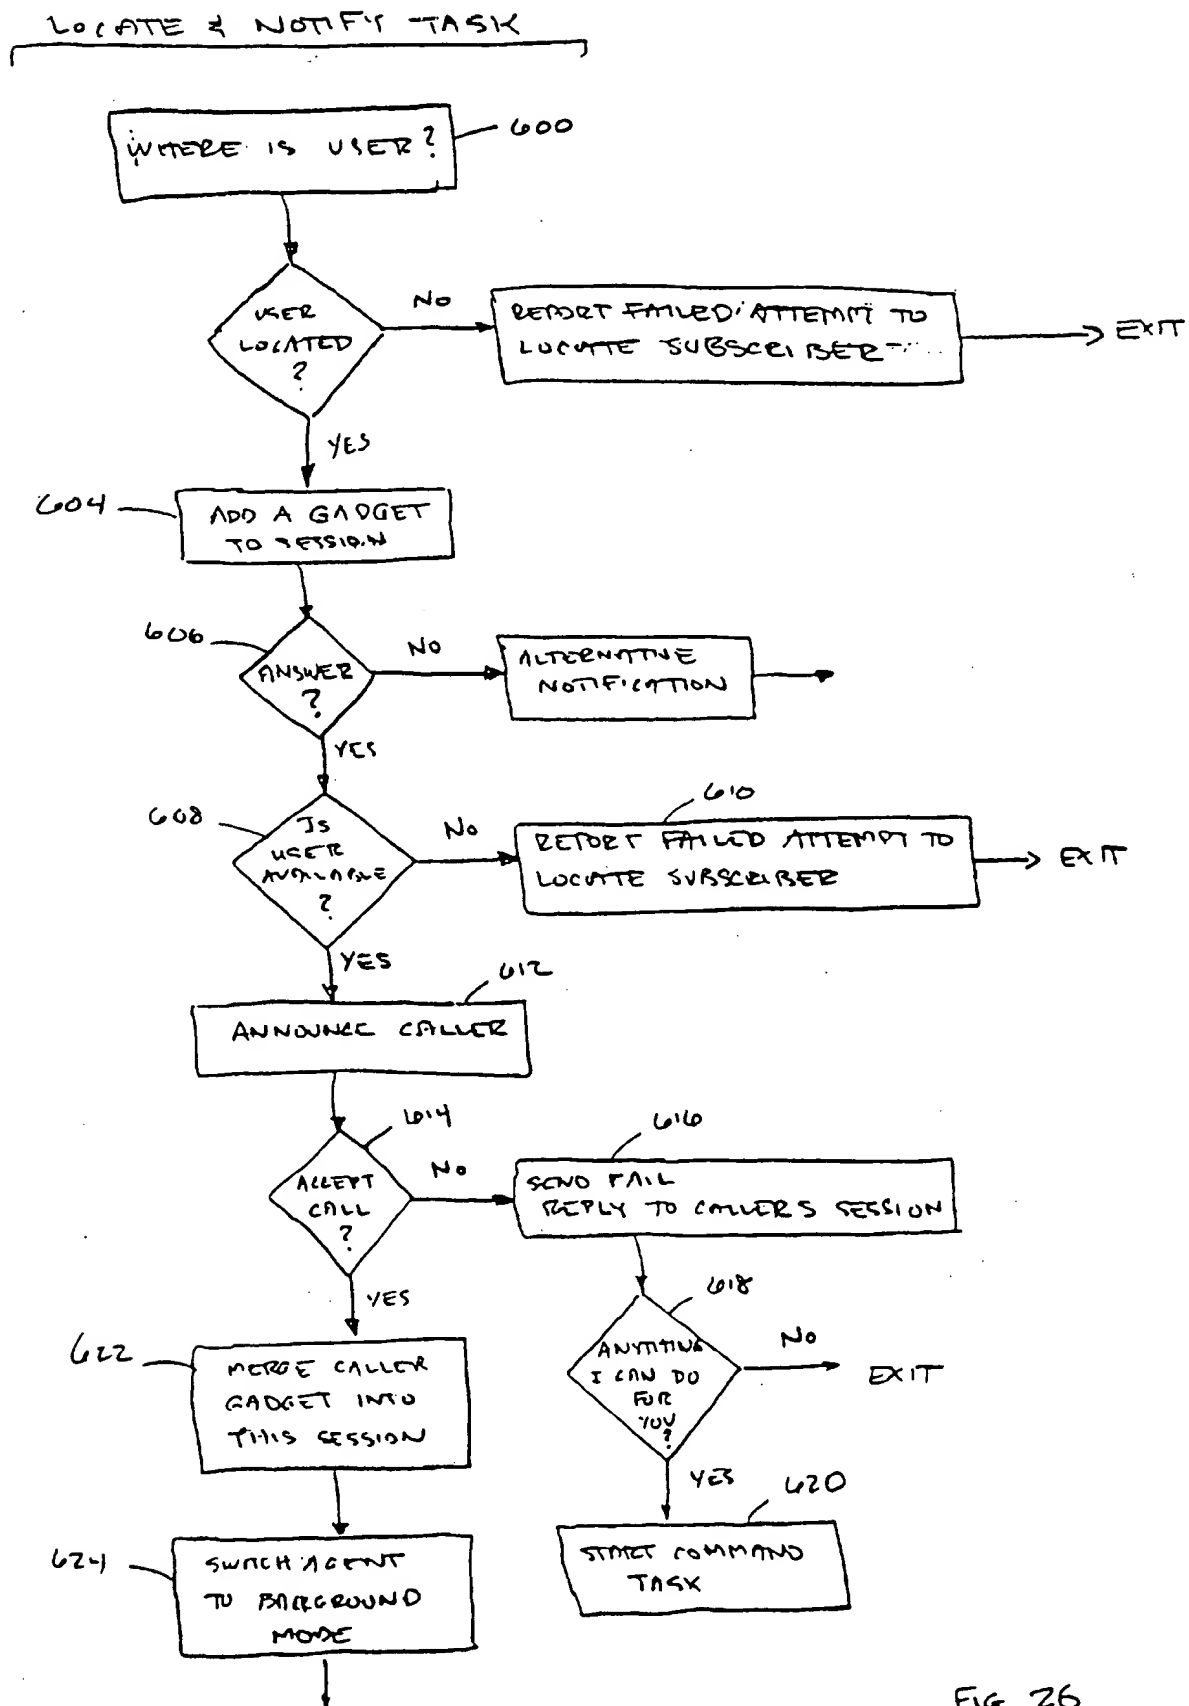 LOCATE & NOTIFY TASK
WHERE IS USER?
600
USER
LOCATED
?
NO
REPORT FAILED ATTEMPT TO
LOCATE SUBSCRIBER
EXIT
YES
604
ADD A GADGET
TO SESSION
606
ANSWER
?
NO
ALTERNATIVE
NOTIFICATION
YES
608
IS
USER
AVAILABLE
?
NO
610
REPORT FAILED ATTEMPT TO
LOCATE SUBSCRIBER
EXIT
YES
612
ANNOUNCE CALLER
614
ACCEPT
CALL
?
NO
616
SEND FAIL
REPLY TO CALLERS SESSION
YES
618
ANYTHING
I CAN DO
FOR
YOU
?
NO
EXIT
622
MERGE CALLER
GADGET INTO
THIS SESSION
YES
620
START COMMAND
TASK
624
SWITCH AGENT
TO BACKGROUND
MODE
FIG 26